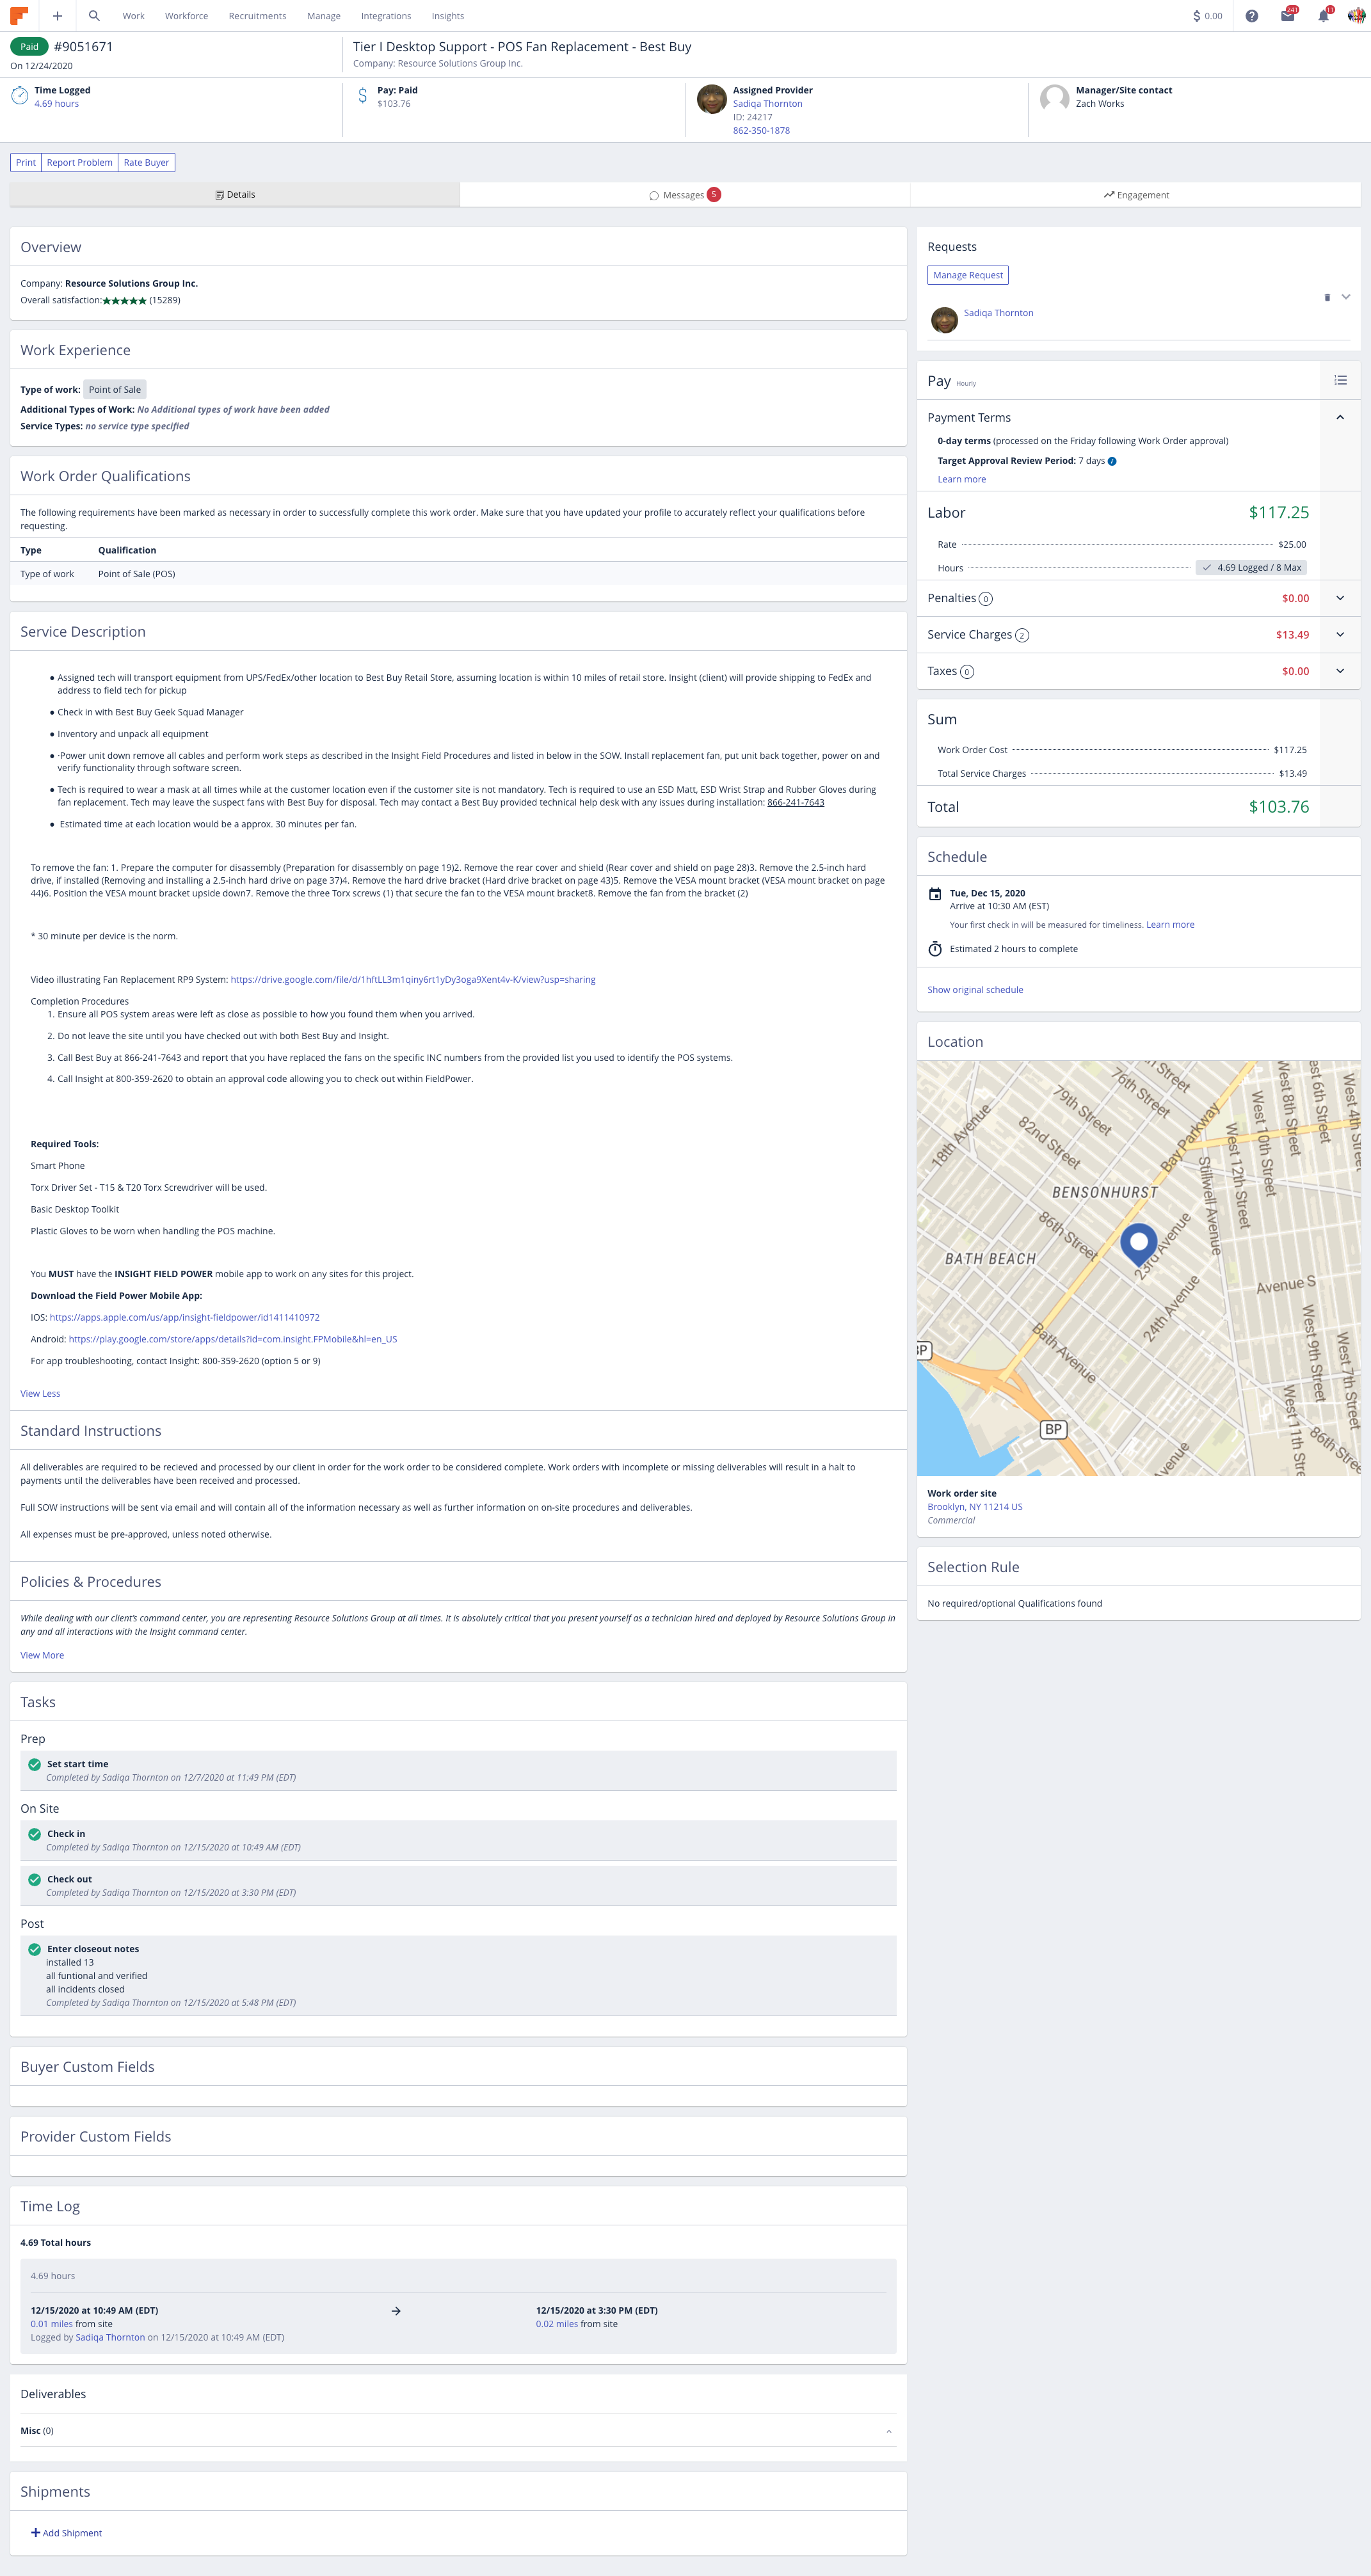 Work Workforce Recruitments Manage Integrations Insights
$ 0.00 241 11
Paid #9051671
On 12/24/2020
Tier I Desktop Support - POS Fan Replacement - Best Buy
Company: Resource Solutions Group Inc.
Time Logged
4.69 hours
Pay: Paid
$103.76
Assigned Provider
Sadiqa Thornton
ID: 24217
862-350-1878
Manager/Site contact
Zach Works
Print Report Problem Rate Buyer
Details
Messages 5
Engagement
Overview
Company: Resource Solutions Group Inc.
Overall satisfaction:★★★★★ (15289)
Work Experience
Type of work: Point of Sale
Additional Types of Work: No Additional types of work have been added
Service Types: no service type specified
Work Order Qualifications
The following requirements have been marked as necessary in order to successfully complete this work order. Make sure that you have updated your profile to accurately reflect your qualifications before
requesting.
Type Qualification
Type of work Point of Sale (POS)
Service Description
● Assigned tech will transport equipment from UPS/FedEx/other location to Best Buy Retail Store, assuming location is within 10 miles of retail store. Insight (client) will provide shipping to FedEx and
address to field tech for pickup
● Check in with Best Buy Geek Squad Manager
● Inventory and unpack all equipment
● ·Power unit down remove all cables and perform work steps as described in the Insight Field Procedures and listed in below in the SOW. Install replacement fan, put unit back together, power on and
verify functionality through software screen.
● Tech is required to wear a mask at all times while at the customer location even if the customer site is not mandatory. Tech is required to use an ESD Matt, ESD Wrist Strap and Rubber Gloves during
fan replacement. Tech may leave the suspect fans with Best Buy for disposal. Tech may contact a Best Buy provided technical help desk with any issues during installation: 866-241-7643
● Estimated time at each location would be a approx. 30 minutes per fan.
To remove the fan: 1. Prepare the computer for disassembly (Preparation for disassembly on page 19)2. Remove the rear cover and shield (Rear cover and shield on page 28)3. Remove the 2.5-inch hard
drive, if installed (Removing and installing a 2.5-inch hard drive on page 37)4. Remove the hard drive bracket (Hard drive bracket on page 43)5. Remove the VESA mount bracket (VESA mount bracket on page
44)6. Position the VESA mount bracket upside down7. Remove the three Torx screws (1) that secure the fan to the VESA mount bracket8. Remove the fan from the bracket (2)
* 30 minute per device is the norm.
Video illustrating Fan Replacement RP9 System: https://drive.google.com/file/d/1hftLL3m1qiny6rt1yDy3oga9Xent4v-K/view?usp=sharing
Completion Procedures
1. Ensure all POS system areas were left as close as possible to how you found them when you arrived.
2. Do not leave the site until you have checked out with both Best Buy and Insight.
3. Call Best Buy at 866-241-7643 and report that you have replaced the fans on the specific INC numbers from the provided list you used to identify the POS systems.
4. Call Insight at 800-359-2620 to obtain an approval code allowing you to check out within FieldPower.
Required Tools:
Smart Phone
Torx Driver Set - T15 & T20 Torx Screwdriver will be used.
Basic Desktop Toolkit
Plastic Gloves to be worn when handling the POS machine.
You MUST have the INSIGHT FIELD POWER mobile app to work on any sites for this project.
Download the Field Power Mobile App:
IOS: https://apps.apple.com/us/app/insight-fieldpower/id1411410972
Android: https://play.google.com/store/apps/details?id=com.insight.FPMobile&hl=en_US
For app troubleshooting, contact Insight: 800-359-2620 (option 5 or 9)
View Less
Standard Instructions
All deliverables are required to be recieved and processed by our client in order for the work order to be considered complete. Work orders with incomplete or missing deliverables will result in a halt to
payments until the deliverables have been received and processed.
Full SOW instructions will be sent via email and will contain all of the information necessary as well as further information on on-site procedures and deliverables.
All expenses must be pre-approved, unless noted otherwise.
Policies & Procedures
While dealing with our client's command center, you are representing Resource Solutions Group at all times. It is absolutely critical that you present yourself as a technician hired and deployed by Resource Solutions Group in
any and all interactions with the Insight command center.
View More
Tasks
Prep
Set start time
Completed by Sadiqa Thornton on 12/7/2020 at 11:49 PM (EDT)
On Site
Check in
Completed by Sadiqa Thornton on 12/15/2020 at 10:49 AM (EDT)
Check out
Completed by Sadiqa Thornton on 12/15/2020 at 3:30 PM (EDT)
Post
Enter closeout notes
installed 13
all funtional and verified
all incidents closed
Completed by Sadiqa Thornton on 12/15/2020 at 5:48 PM (EDT)
Buyer Custom Fields
Provider Custom Fields
Time Log
4.69 Total hours
4.69 hours
12/15/2020 at 10:49 AM (EDT)
0.01 miles from site
Logged by Sadiqa Thornton on 12/15/2020 at 10:49 AM (EDT)
12/15/2020 at 3:30 PM (EDT)
0.02 miles from site
Deliverables
Misc (0)
Shipments
Add Shipment
Requests
Manage Request
Sadiqa Thornton
Pay Hourly
Payment Terms
0-day terms (processed on the Friday following Work Order approval)
Target Approval Review Period: 7 days
Learn more
Labor $117.25
Rate $25.00
Hours 4.69 Logged / 8 Max
Penalties 0 $0.00
Service Charges 2 $13.49
Taxes 0 $0.00
Sum
Work Order Cost $117.25
Total Service Charges $13.49
Total $103.76
Schedule
Tue, Dec 15, 2020
Arrive at 10:30 AM (EST)
Your first check in will be measured for timeliness. Learn more
Estimated 2 hours to complete
Show original schedule
Location
76th Street
79th Street
82nd Street
18th Avenue
Bay Parkway
West 8th Street
West 6th Street
West 4th Street
West 10th Street
West 12th Street
Stillwell Avenue
BENSONHURST
86th Street
BATH BEACH
23rd Avenue
Avenue S
24th Avenue
Bath Avenue
West 9th Street
West 7th Street
West 11th Street
86th Street
BP
BP
Avenue
Work order site
Brooklyn, NY 11214 US
Commercial
Selection Rule
No required/optional Qualifications found